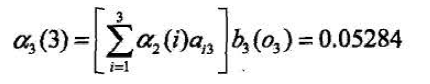 α₃(3) = [∑_{i=1}^{3} α₂(i)a_{i3}] b₃(o₃) = 0.05284